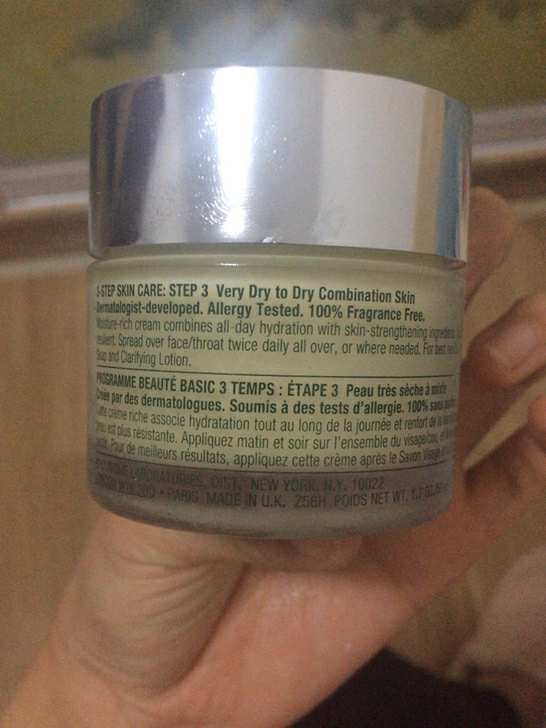 3-STEP SKIN CARE: STEP 3 Very Dry to Dry Combination Skin
Dermatologist-developed. Allergy Tested. 100% Fragrance Free.
Moisture-rich cream combines all-day hydration with skin-strengthening
resilient. Spread over face/throat twice daily all over, or where needed. For best
Soap and Clarifying Lotion.
PROGRAMME BEAUTÉ BASIC 3 TEMPS : ÉTAPE 3 Peau très sèche à mixte
Créée par des dermatologues. Soumis à des tests d'allergie. 100% sans
Cette crème riche associe hydratation tout au long de la journée et renfort de la
peau est plus résistante. Appliquez matin et soir sur l'ensemble du visage/cou,
Pour de meilleurs résultats, appliquez cette crème après le Savon Visage
LABORATORIES, DIST., NEW YORK, N.Y. 10022
LONDON • PARIS MADE IN U.K. POIDS NET WT. 1.7